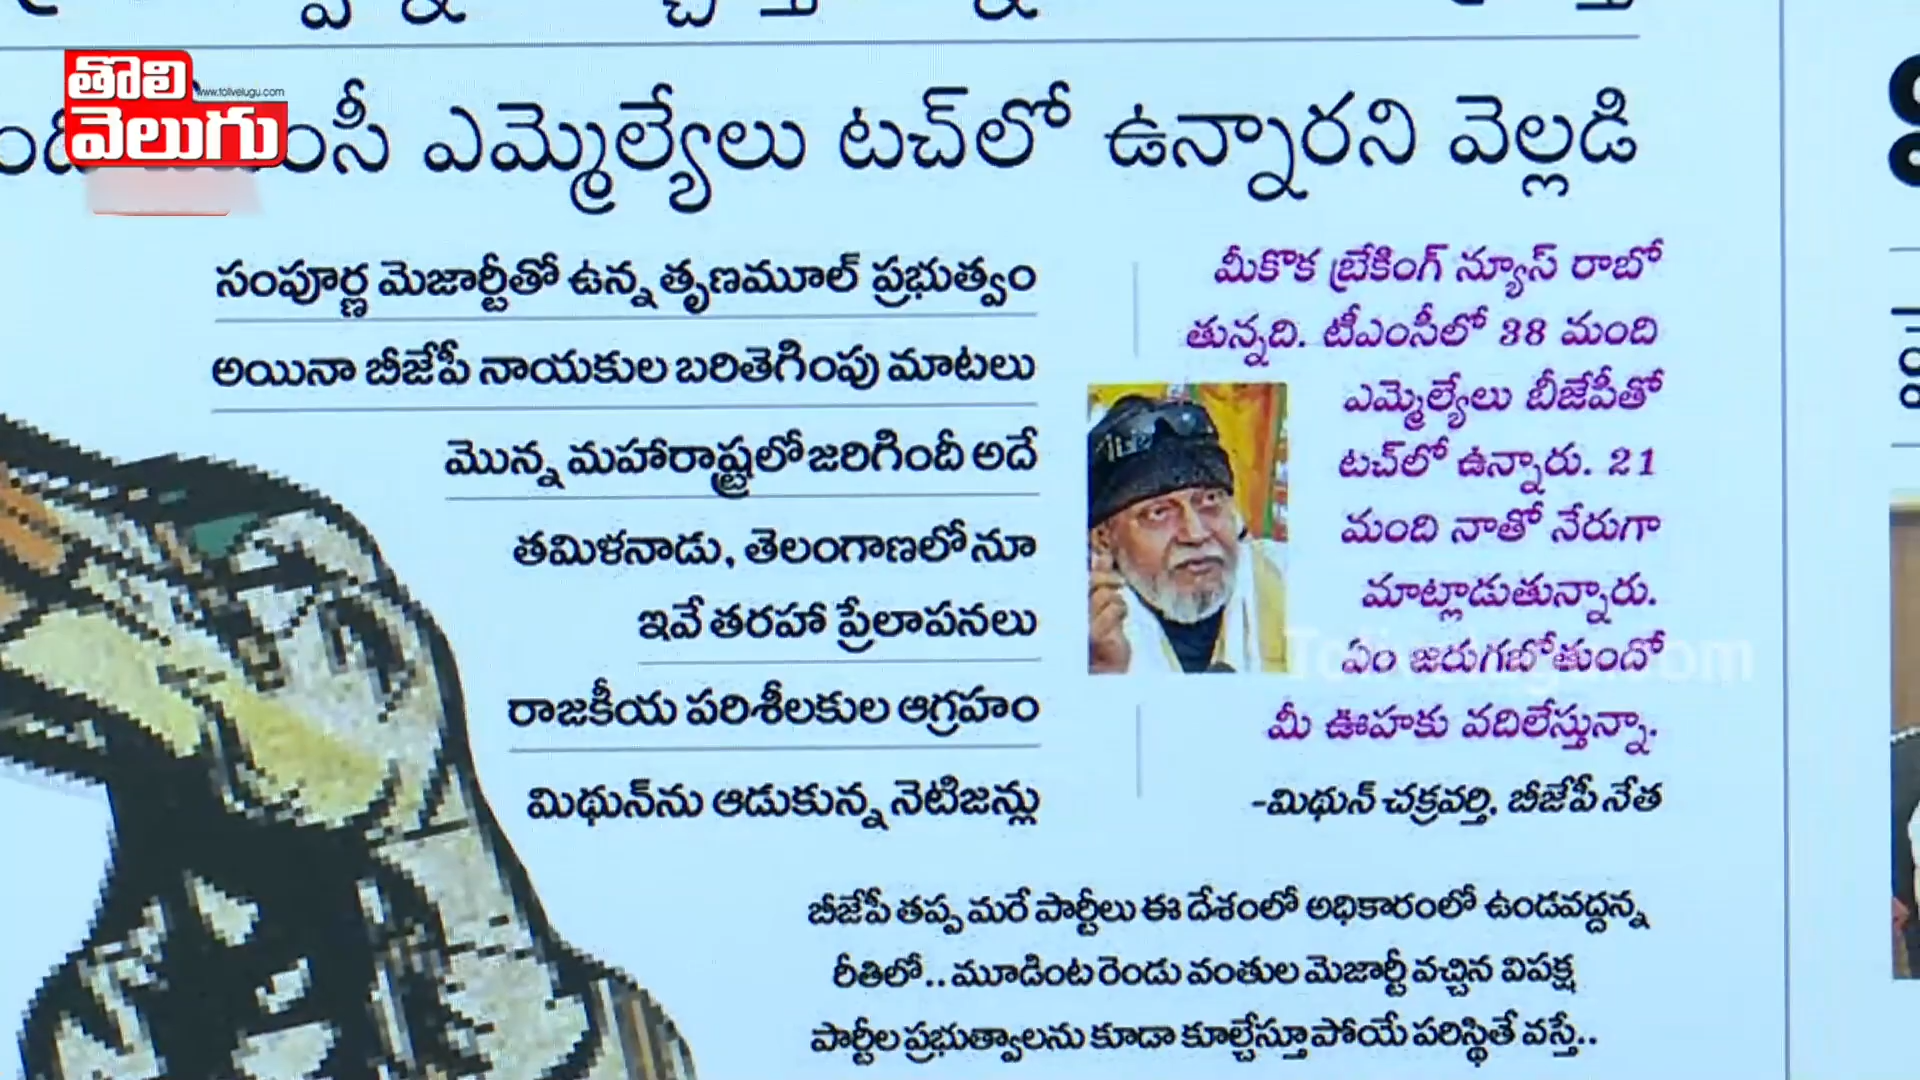 తొలి
వెలుగు
www.tolivelugu.com
ఎమ్మెల్యేలు టచ్‌లో ఉన్నారని వెల్లడి
సంపూర్ణ మెజార్టీతో ఉన్న తృణమూల్ ప్రభుత్వం
అయినా బీజేపీ నాయకుల బరితెగింపు మాటలు
మొన్న మహారాష్ట్రలో జరిగిందీ అదే
తమిళనాడు, తెలంగాణలో నూ
ఇవే తరహా ప్రేలాపనలు
రాజకీయ పరిశీలకుల ఆగ్రహం
మిథున్‌ను ఆడుకున్న నెటిజన్లు
మీకొక బ్రేకింగ్ న్యూస్ రాబో
తున్నది. టీఎంసీలో 38 మంది
ఎమ్మెల్యేలు బీజేపీతో
టచ్‌లో ఉన్నారు. 21
మంది నాతో నేరుగా
మాట్లాడుతున్నారు.
ఏం జరుగబోతుందో
మీ ఊహకు వదిలేస్తున్నా.
-మిథున్ చక్రవర్తి, బీజేపీ నేత
Tolivelugu.com
బీజేపీ తప్ప మరే పార్టీలు ఈ దేశంలో అధికారంలో ఉండవద్దన్న
రీతిలో.. మూడింట రెండు వంతుల మెజార్టీ వచ్చిన విపక్ష
పార్టీల ప్రభుత్వాలను కూడా కూల్చేస్తూ పోయే పరిస్థితే వస్తే..